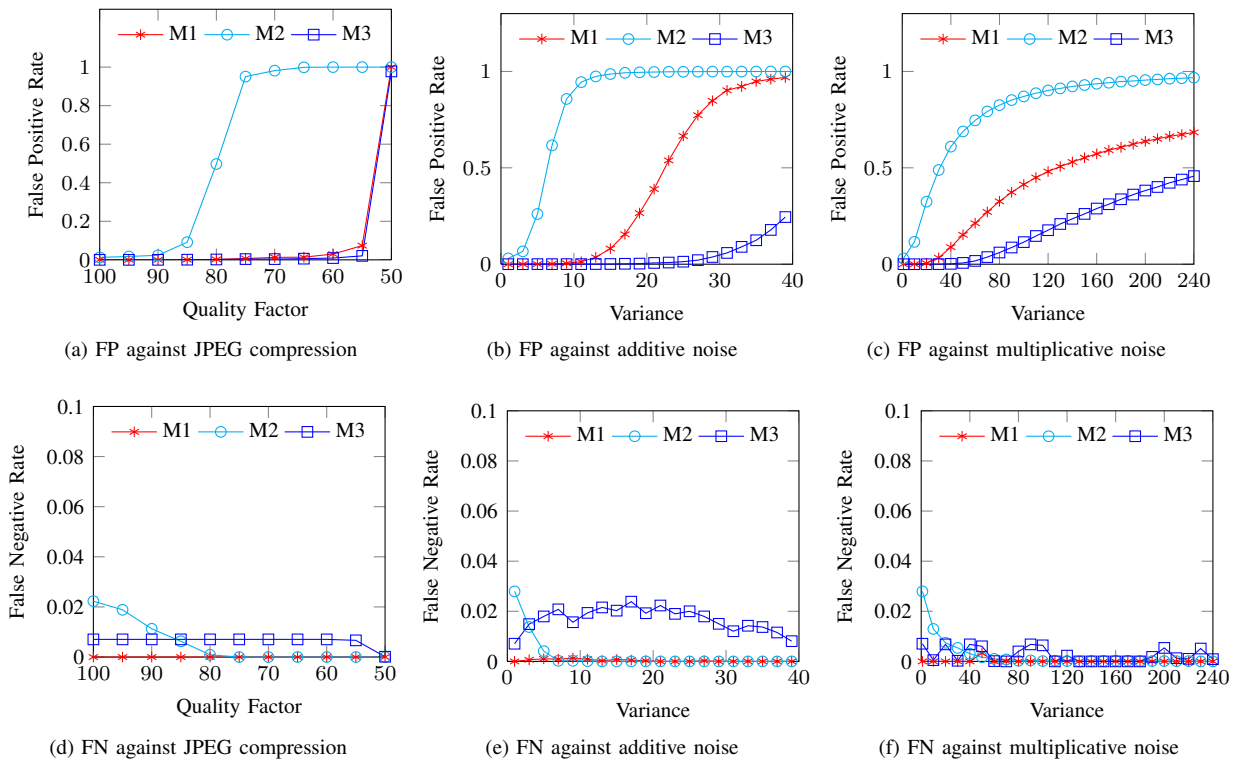 M1 M2 M3
False Positive Rate
1
0.8
0.6
0.4
0.2
0
100 90 80 70 60 50
Quality Factor
(a) FP against JPEG compression
M1 M2 M3
False Positive Rate
1
0.5
0
0 10 20 30 40
Variance
(b) FP against additive noise
M1 M2 M3
False Positive Rate
1
0.5
0
0 40 80 120 160 200 240
Variance
(c) FP against multiplicative noise
0.1
M1 M2 M3
False Negative Rate
0.08
0.06
0.04
0.02
0
100 90 80 70 60 50
Quality Factor
(d) FN against JPEG compression
0.1
M1 M2 M3
False Negative Rate
0.08
0.06
0.04
0.02
0
0 10 20 30 40
Variance
(e) FN against additive noise
0.1
M1 M2 M3
False Negative Rate
0.08
0.06
0.04
0.02
0
0 40 80 120 160 200 240
Variance
(f) FN against multiplicative noise